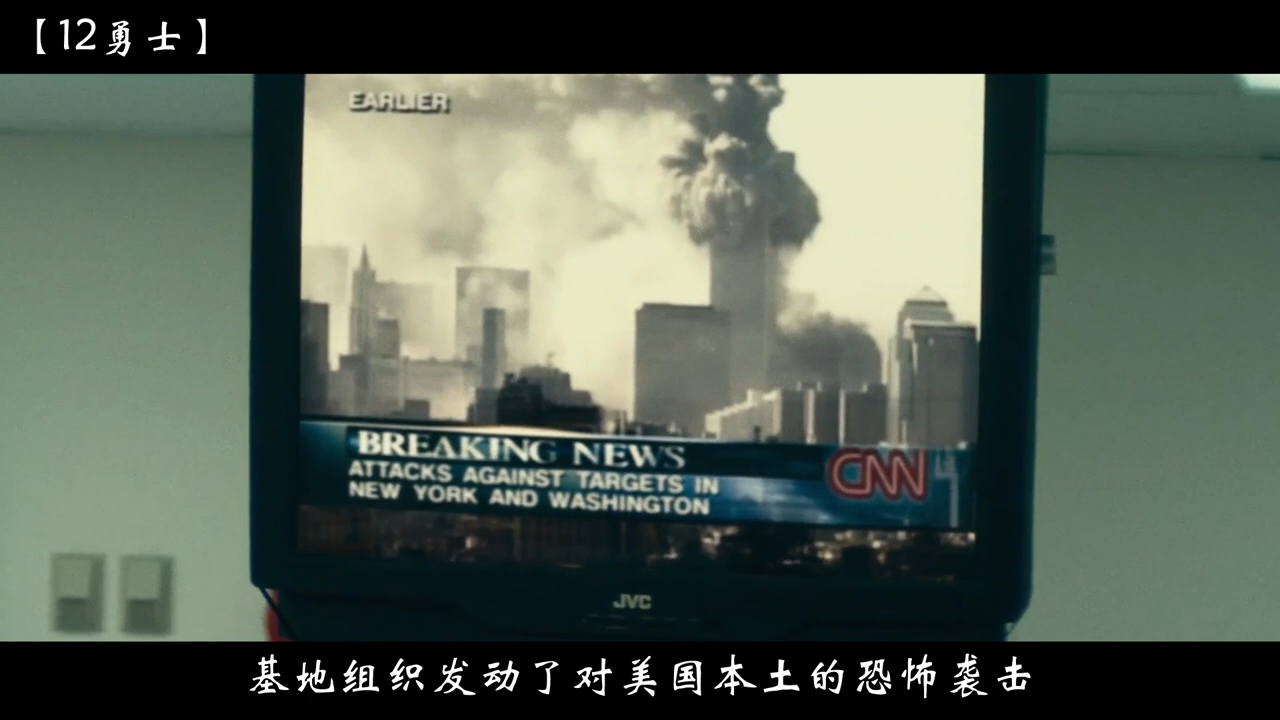 【12勇士】
EARLIER
BREAKING NEWS
ATTACKS AGAINST TARGETS IN
NEW YORK AND WASHINGTON
CNN
JVC
基地组织发动了对美国本土的恐怖袭击